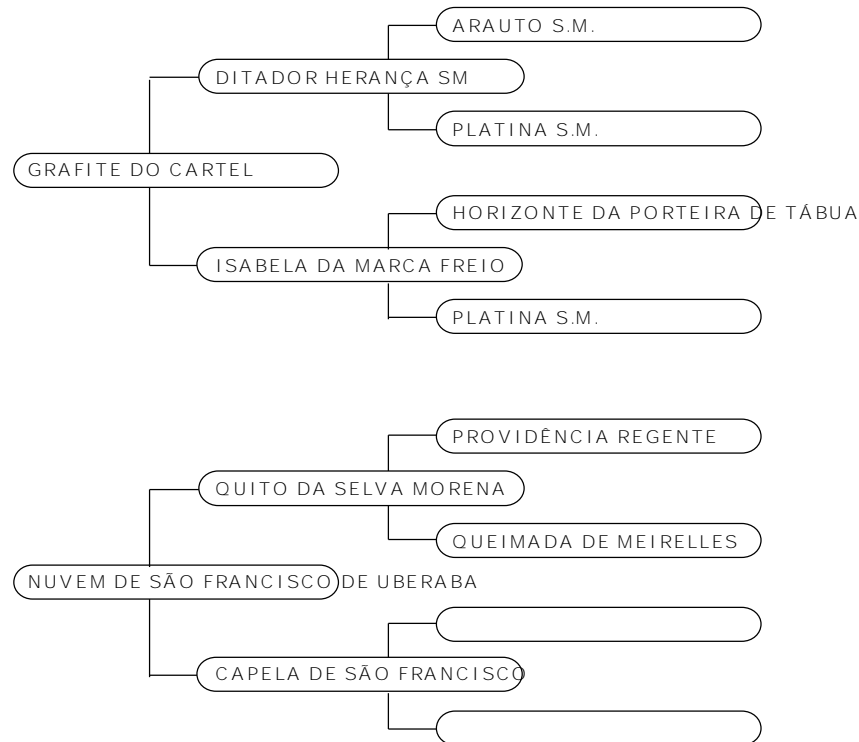 ARAUTO S.M.
DITADOR HERANÇA SM
PLATINA S.M.
GRAFITE DO CARTEL
HORIZONTE DA PORTEIRA DE TÁBUA
ISABELA DA MARCA FREIO
PLATINA S.M.
PROVIDÊNCIA REGENTE
QUITO DA SELVA MORENA
QUEIMADA DE MEIRELLES
NUVEM DE SÃO FRANCISCO DE UBERABA
CAPELA DE SÃO FRANCISCO